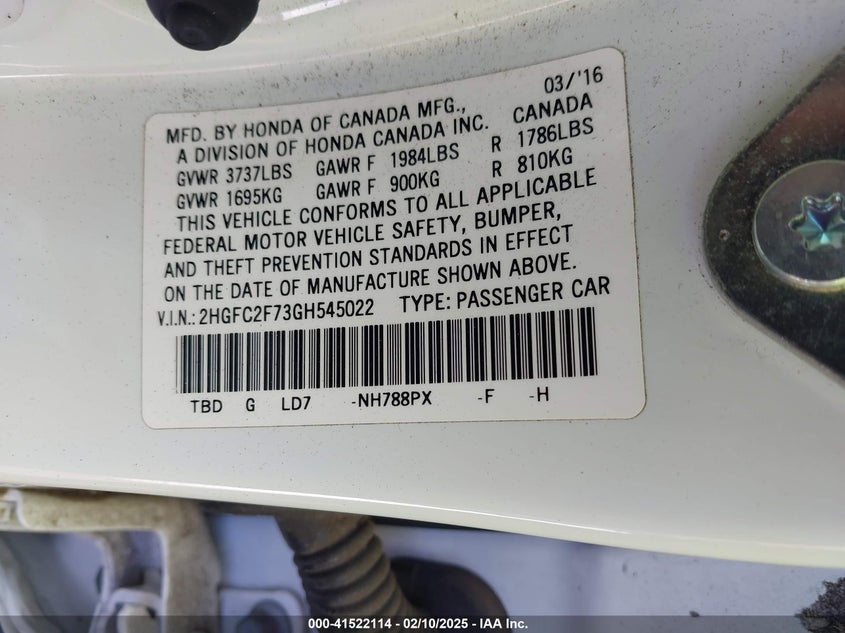 03/'16
MFD. BY HONDA OF CANADA MFG., CANADA
A DIVISION OF HONDA CANADA INC.
GVWR 3737LBS GAWR F 1984LBS R 1786LBS
GVWR 1695KG GAWR F 900KG R 810KG
THIS VEHICLE CONFORMS TO ALL APPLICABLE
FEDERAL MOTOR VEHICLE SAFETY, BUMPER,
AND THEFT PREVENTION STANDARDS IN EFFECT
ON THE DATE OF MANUFACTURE SHOWN ABOVE.
V.I.N.: 2HGFC2F73GH545022 TYPE: PASSENGER CAR
TBD G LD7 -NH788PX -F -H
000-41522114 - 02/10/2025 - IAA Inc.